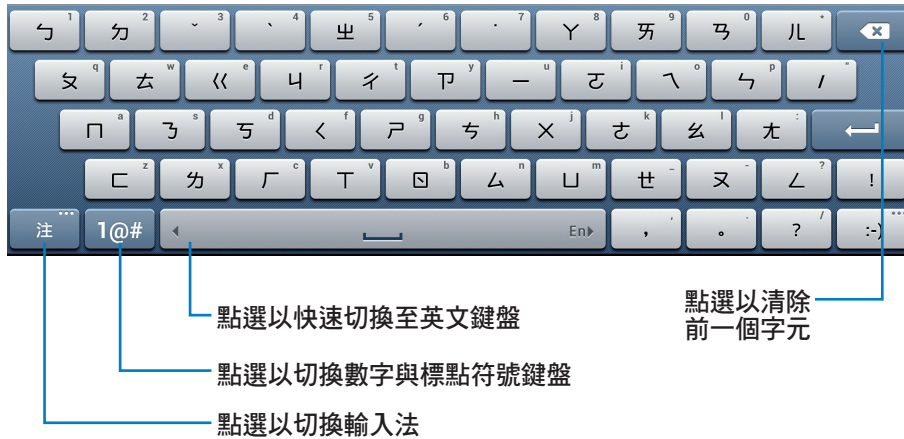 ㄅ 1 ㄉ 2 ˇ 3 ˋ 4 ㄓ 5 ˊ 6 ˙ 7 ㄚ 8 ㄞ 9 ㄢ 0 ㄦ *
ㄆ q ㄊ w ㄍ e ㄐ r ㄔ t ㄗ y ㄧ u ㄛ i ㄟ o ㄣ p / "
ㄇ a ㄋ s ㄎ d ㄑ f ㄕ g ㄘ h ㄨ j ㄜ k ㄠ l ㄤ :
ㄈ z ㄌ x ㄏ c ㄒ v ㄖ b ㄙ n ㄩ m ㄝ _ ㄡ - ㄥ ? !
注 ... 1@# En , ' 。 . ? / :-) ...
點選以快速切換至英文鍵盤
點選以清除
前一個字元
點選以切換數字與標點符號鍵盤
點選以切換輸入法